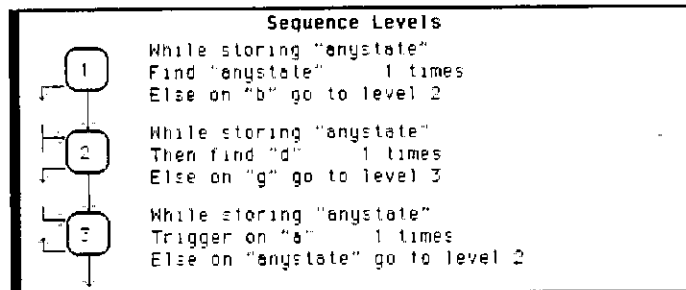 Sequence Levels
While storing "anystate"
1
Find "anystate" 1 times
Else on "b" go to level 2
While storing "anystate"
2
Then find "d" 1 times
Else on "g" go to level 3
While storing "anystate"
3
Trigger on "a" 1 times
Else on "anystate" go to level 2